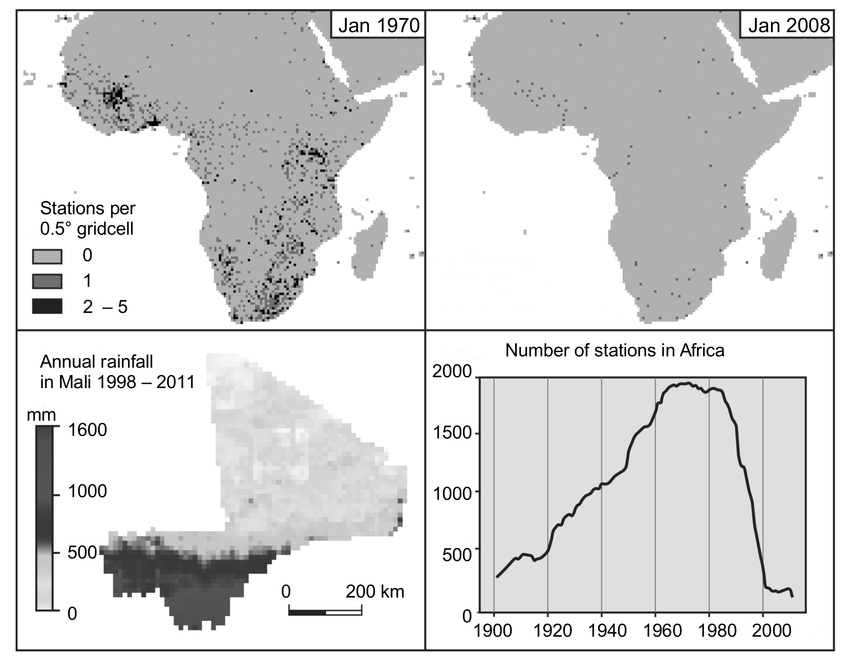 Jan 1970
Jan 2008
Stations per
0.5° gridcell
0
1
2 – 5
Annual rainfall
in Mali 1998 – 2011
mm
1600
1000
500
0
0 200 km
Number of stations in Africa
2000
1500
1000
500
0
1900 1920 1940 1960 1980 2000